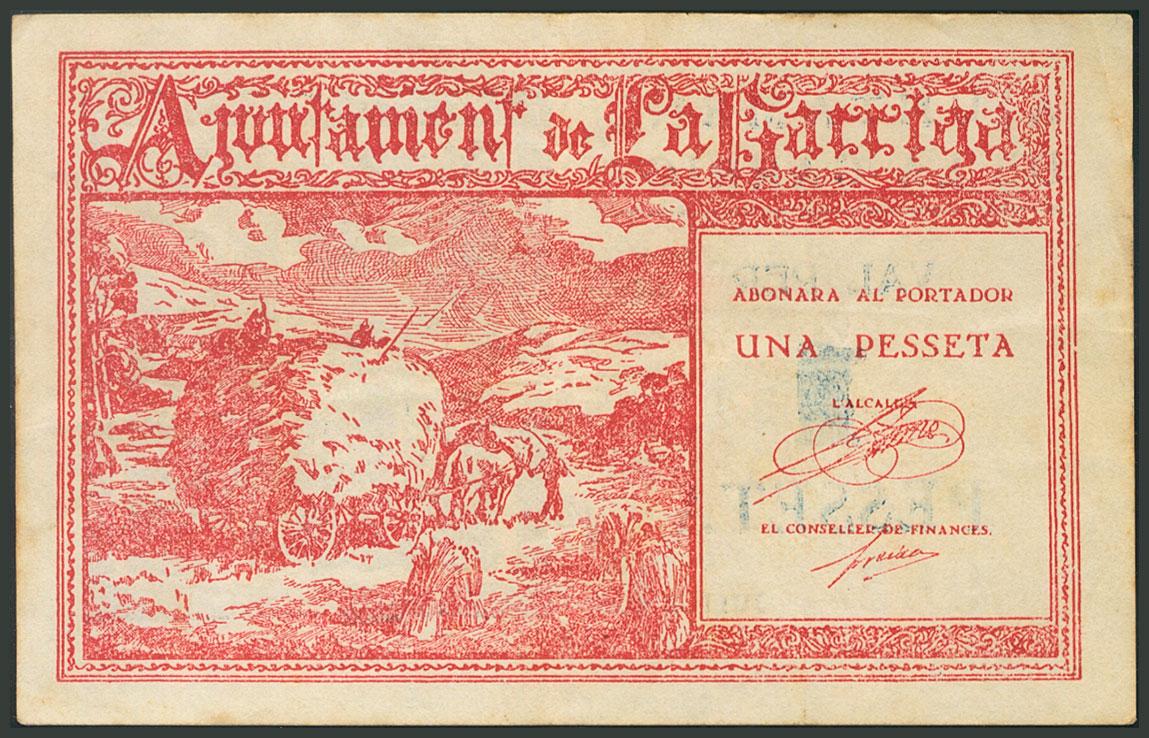 Ajuntament de La Garriga
ABONARA AL PORTADOR
UNA PESSETA
L'ALCALDE,
EL CONSELLER DE FINANCES.